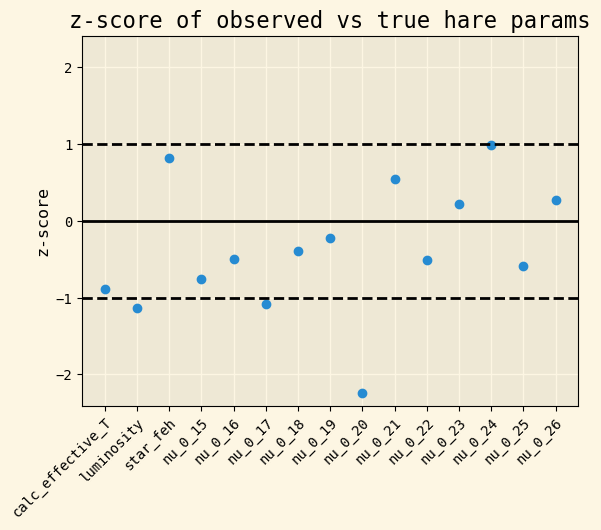 z-score of observed vs true hare params
z-score
2
1
0
−1
−2
calc_effective_T
luminosity
star_feh
nu_0_15
nu_0_16
nu_0_17
nu_0_18
nu_0_19
nu_0_20
nu_0_21
nu_0_22
nu_0_23
nu_0_24
nu_0_25
nu_0_26